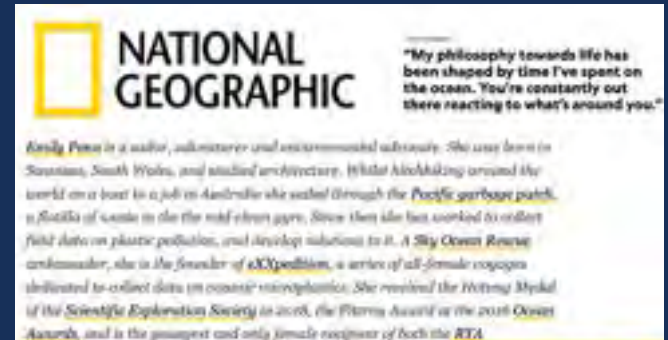 NATIONAL
GEOGRAPHIC
"My philosophy towards life has
been shaped by time I've spent on
the ocean. You're constantly out
there reacting to what's around you."
Emily Penn is a sailor, adventurer and environmental advocate. She was born in
Swansea, South Wales, and studied architecture. Whilst hitchhiking around the
world on a boat to a job in Australia she sailed through the Pacific garbage patch,
a flotilla of waste in the the mid-ocean gyre. Since then she has worked to collect
field data on plastic pollution, and develop solutions to it. A Sky Ocean Rescue
ambassador, she is the founder of eXXpedition, a series of all-female voyages
dedicated to collect data on oceanic microplastics. She received the Medal
of the Scientific Exploration Society in 2018, the Fitzroy Award at the 2016 Ocean
Awards, and is the youngest and only female recipient of both the RYA